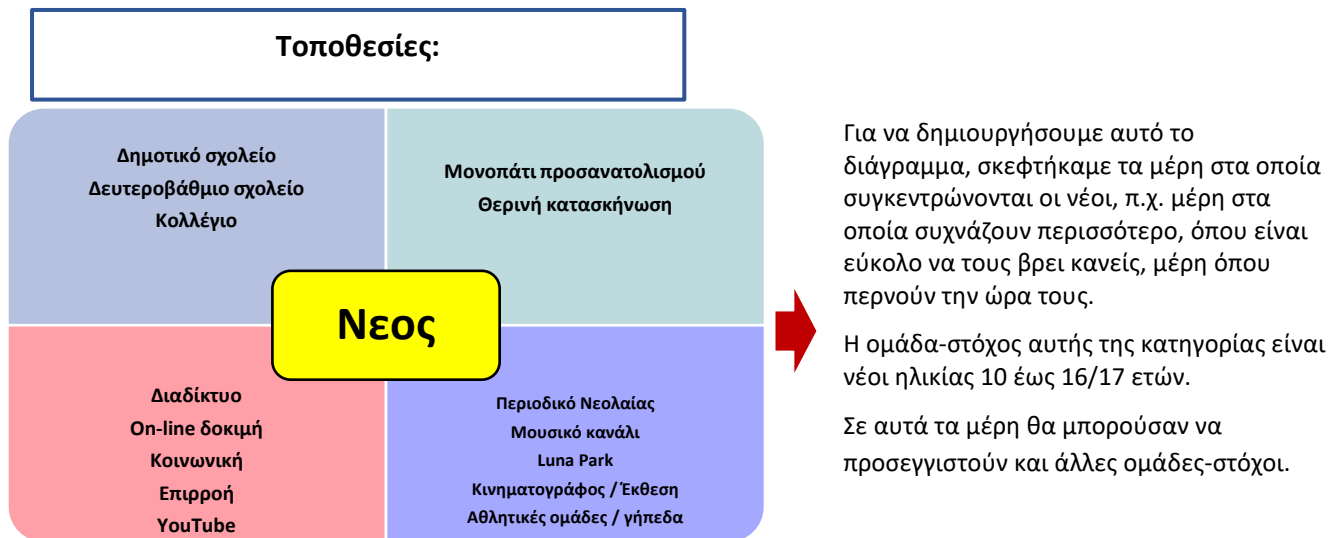 Τοποθεσίες:
Δημοτικό σχολείο
Δευτεροβάθμιο σχολείο
Κολλέγιο
Μονοπάτι προσανατολισμού
Θερινή κατασκήνωση
Νεος
Διαδίκτυο
On-line δοκιμή
Κοινωνική
Επιρροή
YouTube
Περιοδικό Νεολαίας
Μουσικό κανάλι
Luna Park
Κινηματογράφος / Έκθεση
Αθλητικές ομάδες / γήπεδα
Για να δημιουργήσουμε αυτό το
διάγραμμα, σκεφτήκαμε τα μέρη στα οποία
συγκεντρώνονται οι νέοι, π.χ. μέρη στα
οποία συχνάζουν περισσότερο, όπου είναι
εύκολο να τους βρει κανείς, μέρη όπου
περνούν την ώρα τους.
Η ομάδα-στόχος αυτής της κατηγορίας είναι
νέοι ηλικίας 10 έως 16/17 ετών.
Σε αυτά τα μέρη θα μπορούσαν να
προσεγγιστούν και άλλες ομάδες-στόχοι.